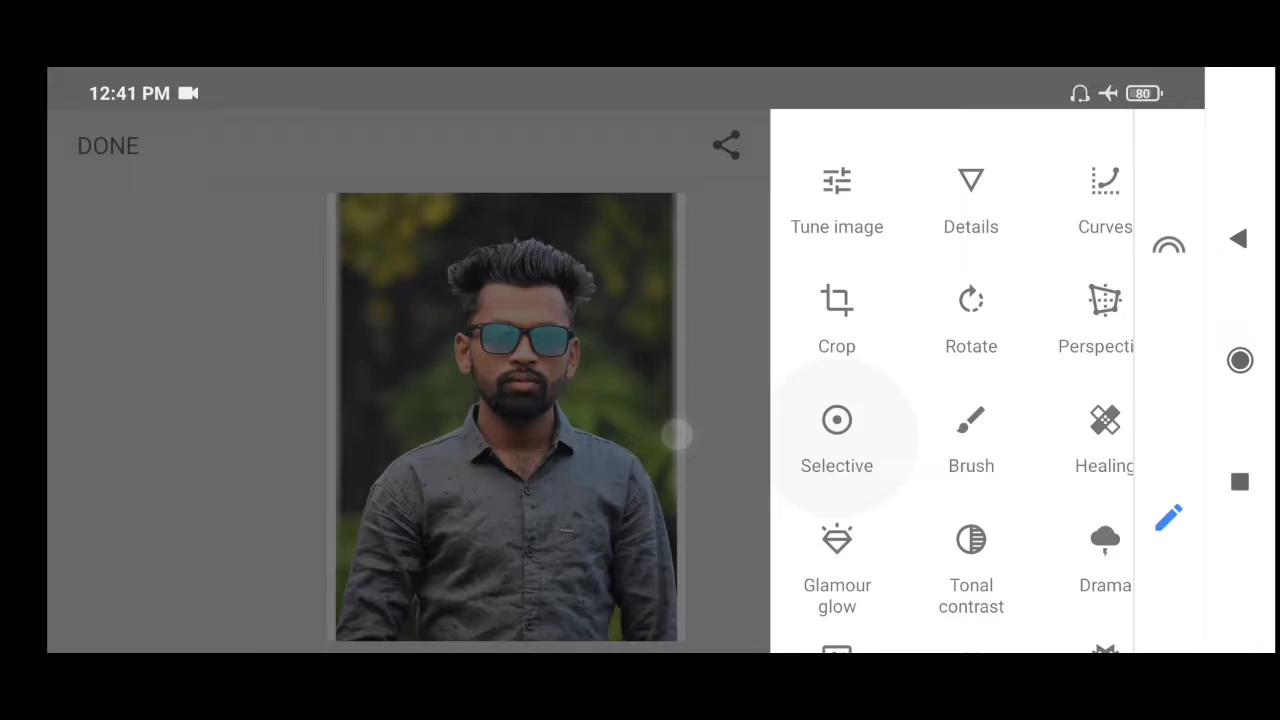 12:41 PM
80
DONE
Tune image
Details
Curves
Crop
Rotate
Perspecti
Selective
Brush
Healing
Glamour
glow
Tonal
contrast
Drama